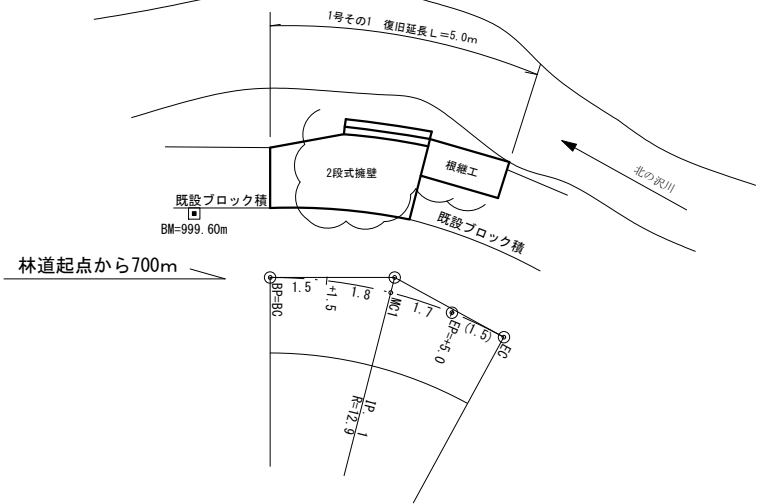 1号その1 復旧延長L=5.0m
2段式擁壁
根継工
北の沢川
既設ブロック積
BM=999.60m
既設ブロック積
林道起点から700m
BP=BC
1.5
+1.5
1.8
MC1
1.7
EP=+5.0
(1.5)
EC
IP. 1
R=12.9